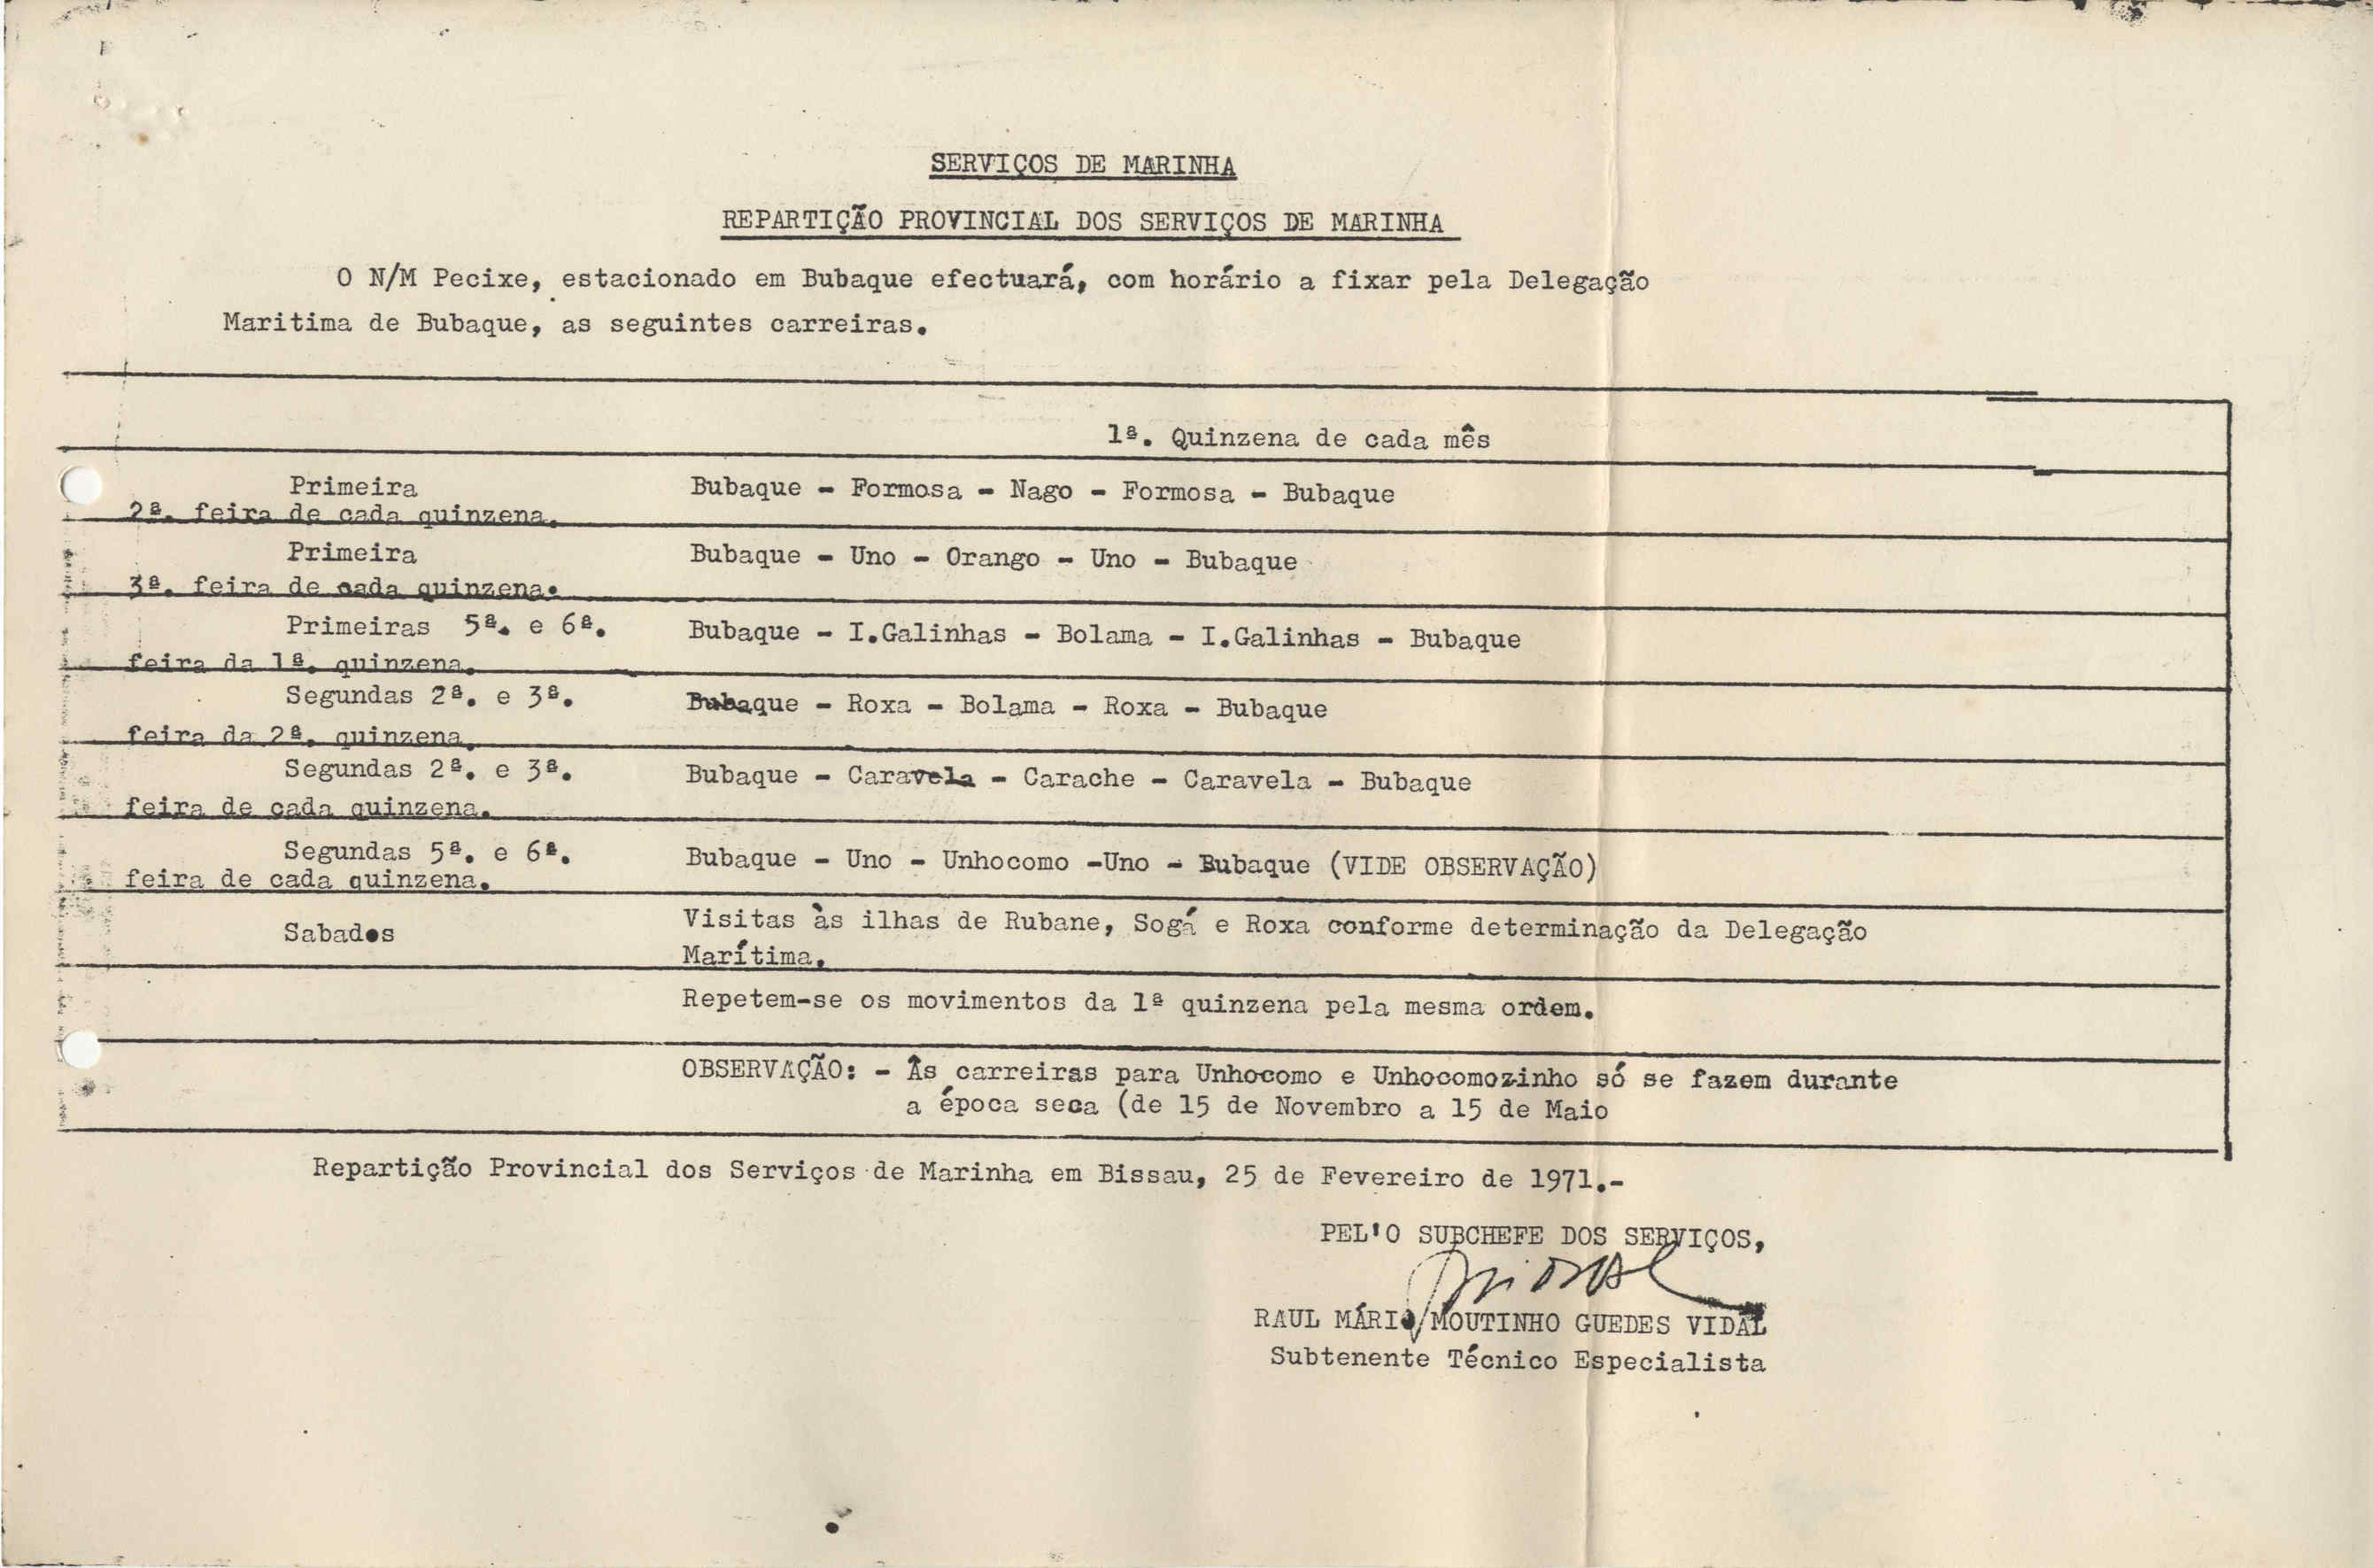 SERVIÇOS DE MARINHA
REPARTIÇÃO PROVINCIAL DOS SERVIÇOS DE MARINHA
O N/M Pecixe, estacionado em Bubaque efectuará, com horário a fixar pela Delegação
Maritima de Bubaque, as seguintes carreiras.
1ª. Quinzena de cada mês
Primeira
2ª. feira de cada quinzena.
Bubaque - Formosa - Nago - Formosa - Bubaque
Primeira
3ª. feira de cada quinzena.
Bubaque - Uno - Orango - Uno - Bubaque
Primeiras 5ª. e 6ª.
feira da 1ª. quinzena.
Bubaque - I.Galinhas - Bolama - I.Galinhas - Bubaque
Segundas 2ª. e 3ª.
feira da 2ª. quinzena.
Bubaque - Roxa - Bolama - Roxa - Bubaque
Segundas 2ª. e 3ª.
feira de cada quinzena.
Bubaque - Caravela - Carache - Caravela - Bubaque
Segundas 5ª. e 6ª.
feira de cada quinzena.
Bubaque - Uno - Unhocomo -Uno - Bubaque (VIDE OBSERVAÇÃO)
Sabados
Visitas às ilhas de Rubane, Sogá e Roxa conforme determinação da Delegação
Marítima.
Repetem-se os movimentos da 1ª quinzena pela mesma ordem.
OBSERVAÇÃO: - Às carreiras para Unhocomo e Unhocomozinho só se fazem durante
a época seca (de 15 de Novembro a 15 de Maio
Repartição Provincial dos Serviços de Marinha em Bissau, 25 de Fevereiro de 1971.-
PEL'O SUBCHEFE DOS SERVIÇOS,
RAUL MÁRIO MOUTINHO GUEDES VIDAL
Subtenente Técnico Especialista